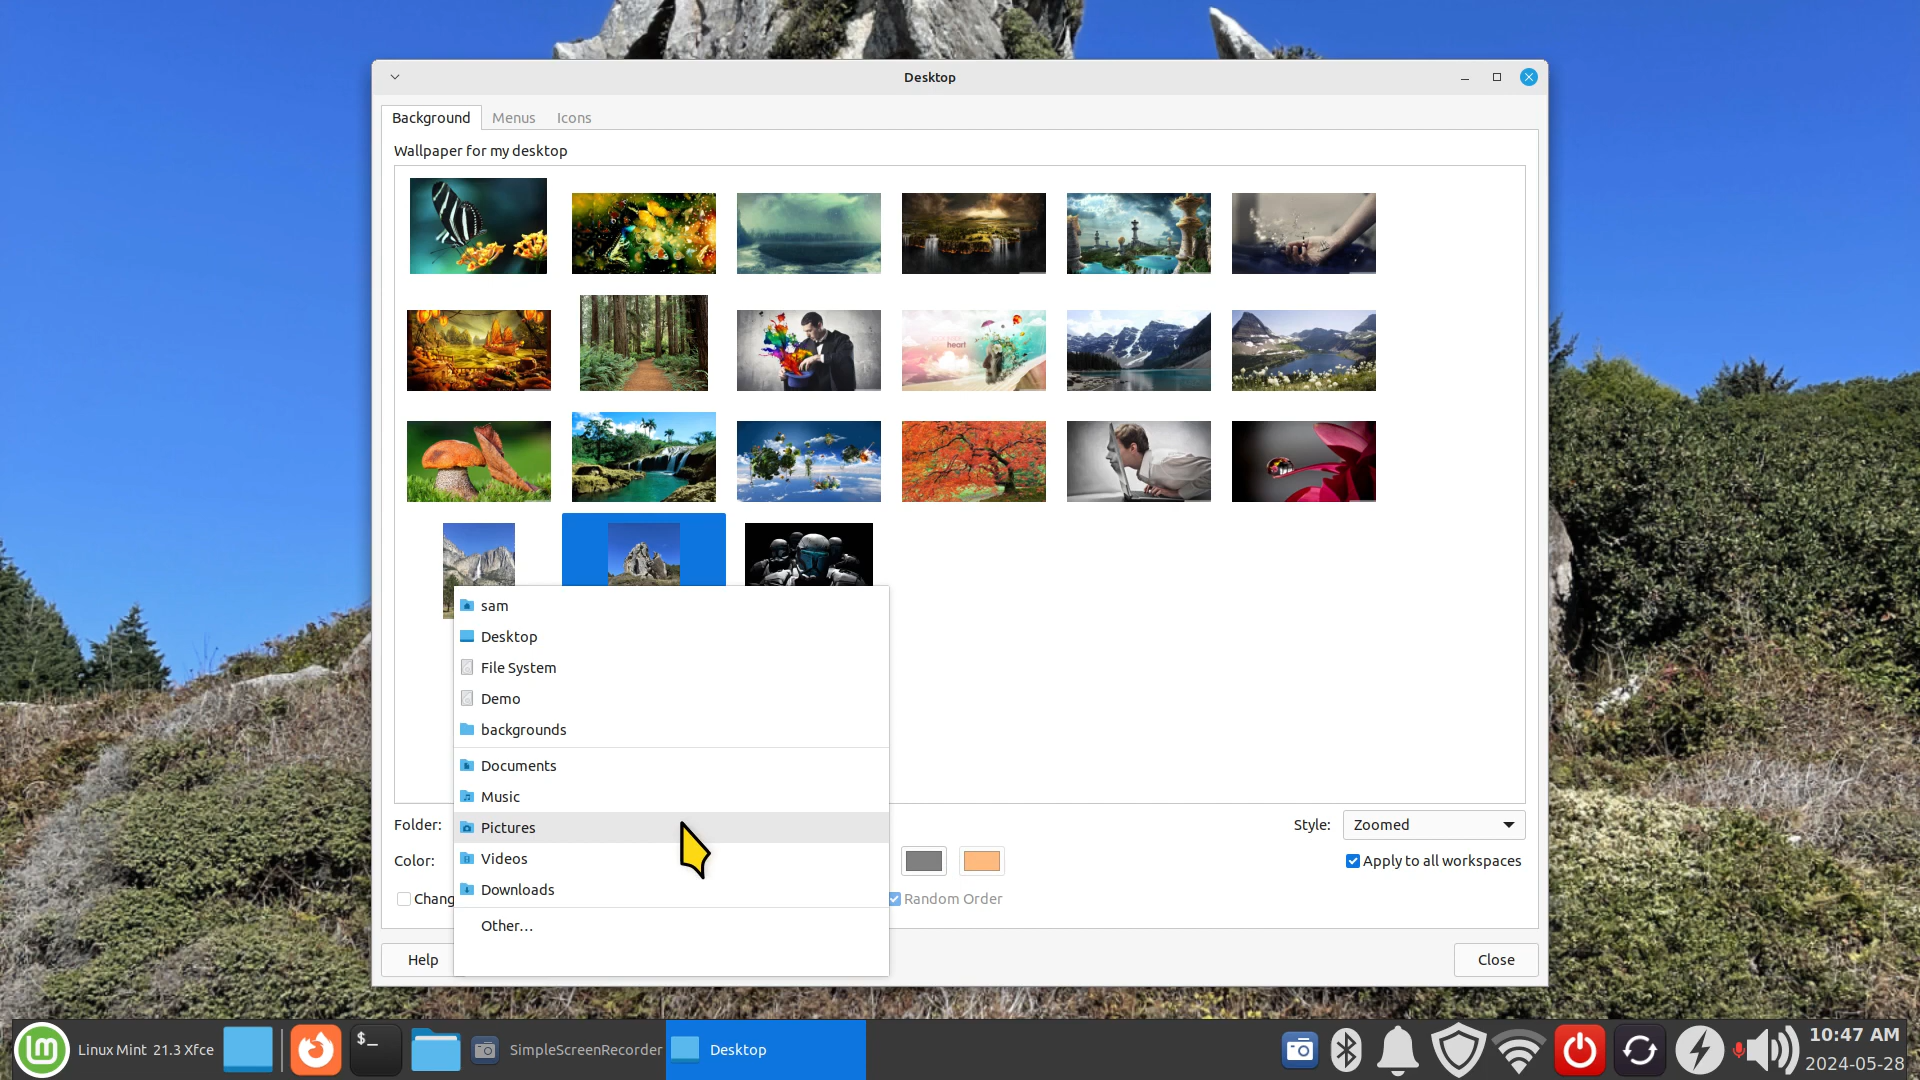 Desktop
Background Menus Icons
Wallpaper for my desktop
heart
sam
Desktop
File System
Demo
backgrounds
Documents
Music
Folder:
Pictures
Style:
Zoomed
Color:
Videos
Apply to all workspaces
Downloads
Chang
Random Order
Other...
Help
Close
Linux Mint 21.3 Xfce
$_
SimpleScreenRecorder
Desktop
10:47 AM
2024-05-28